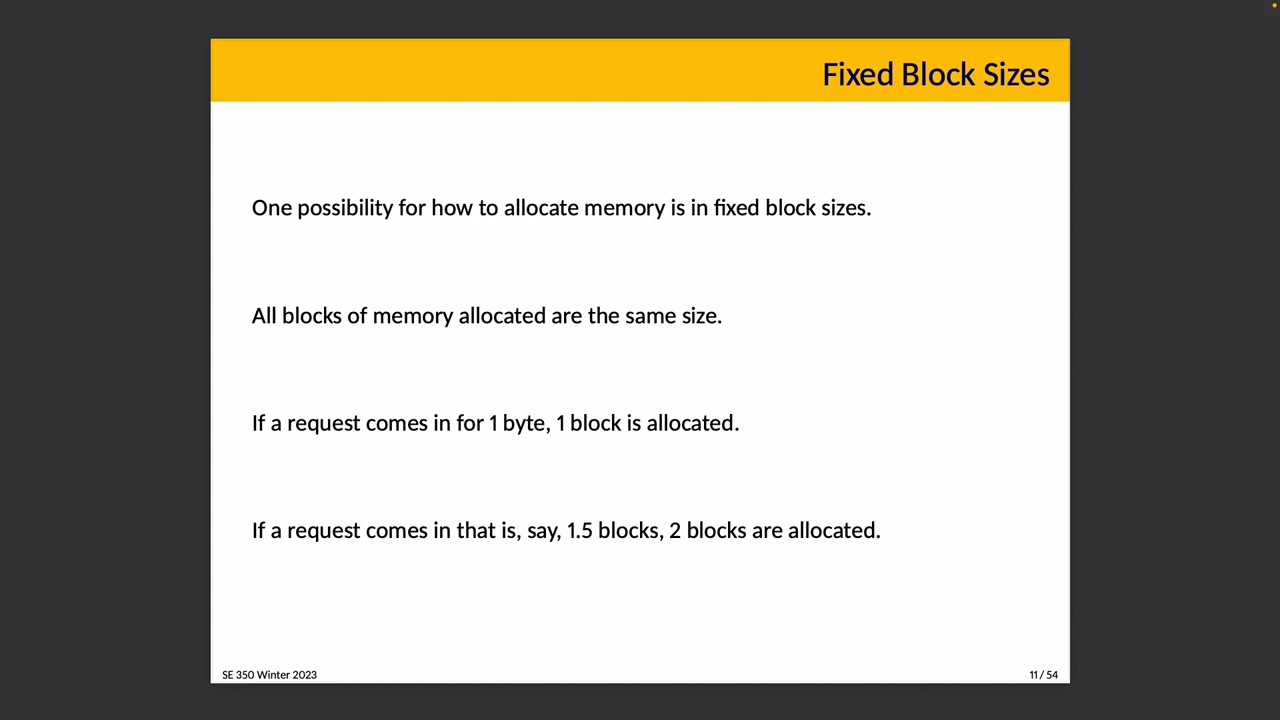 Fixed Block Sizes
One possibility for how to allocate memory is in fixed block sizes.
All blocks of memory allocated are the same size.
If a request comes in for 1 byte, 1 block is allocated.
If a request comes in that is, say, 1.5 blocks, 2 blocks are allocated.
SE 350 Winter 2023
11 / 54